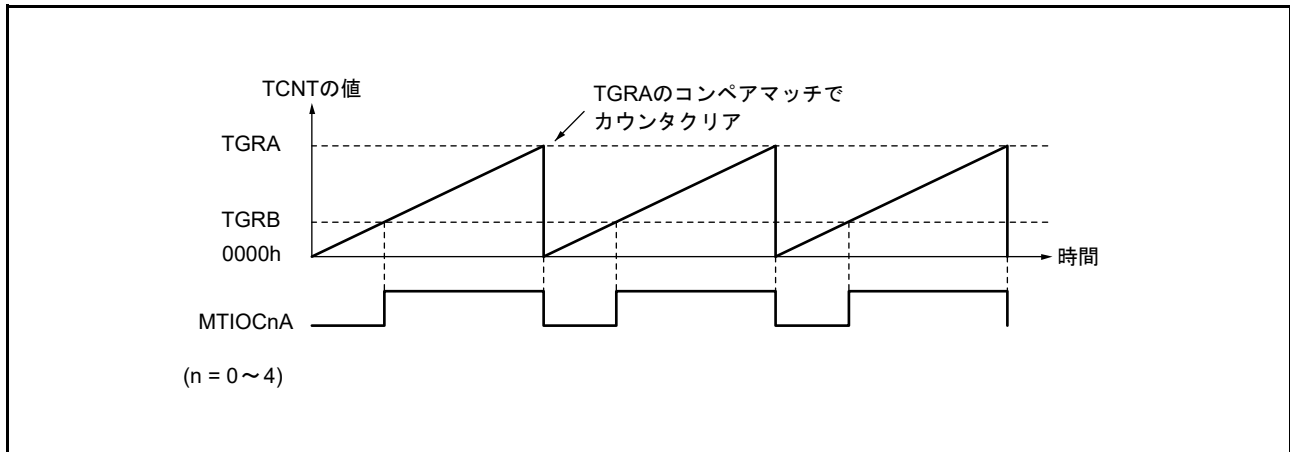 TCNTの値
TGRAのコンペアマッチで
カウンタクリア
TGRA
TGRB
0000h
時間
MTIOCnA
(n = 0～4)